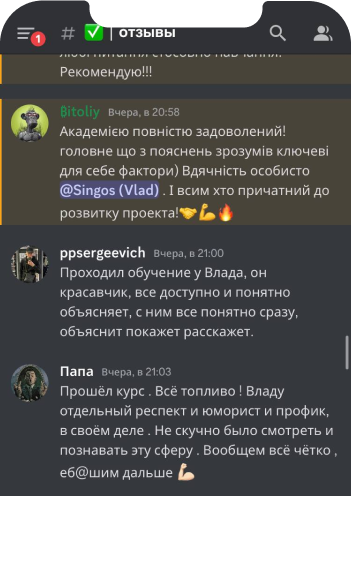 1
# ✅ | отзывы
Рекомендую!!!
Bitoliy Вчера, в 20:58
Академією повністю задоволений!
головне що з пояснень зрозумів ключеві
для себе фактори) Вдячність особисто
@Singos (Vlad) . І всим хто причатний до
розвитку проекта!🤝💪🔥
ppsergeevich Вчера, в 21:00
Проходил обучение у Влада, он
красавчик, все доступно и понятно
объясняет, с ним все понятно сразу,
объяснит покажет расскажет.
Папа Вчера, в 21:03
Прошёл курс . Всё топливо ! Владу
отдельный респект и юморист и профик,
в своём деле . Не скучно было смотреть и
познавать эту сферу . Вообщем всё чётко ,
еб@шим дальше 💪🏻